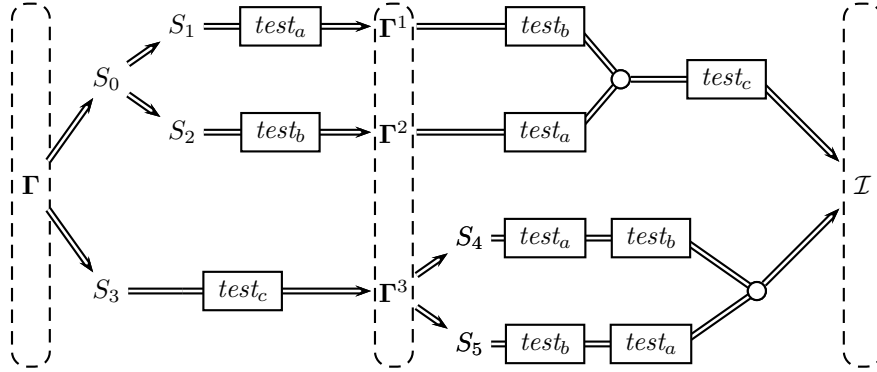 S₁ test_a Γ¹ test_b
S₀ test_c
S₂ test_b Γ² test_a
Γ ℐ
S₄ test_a test_b
S₃ test_c Γ³
S₅ test_b test_a